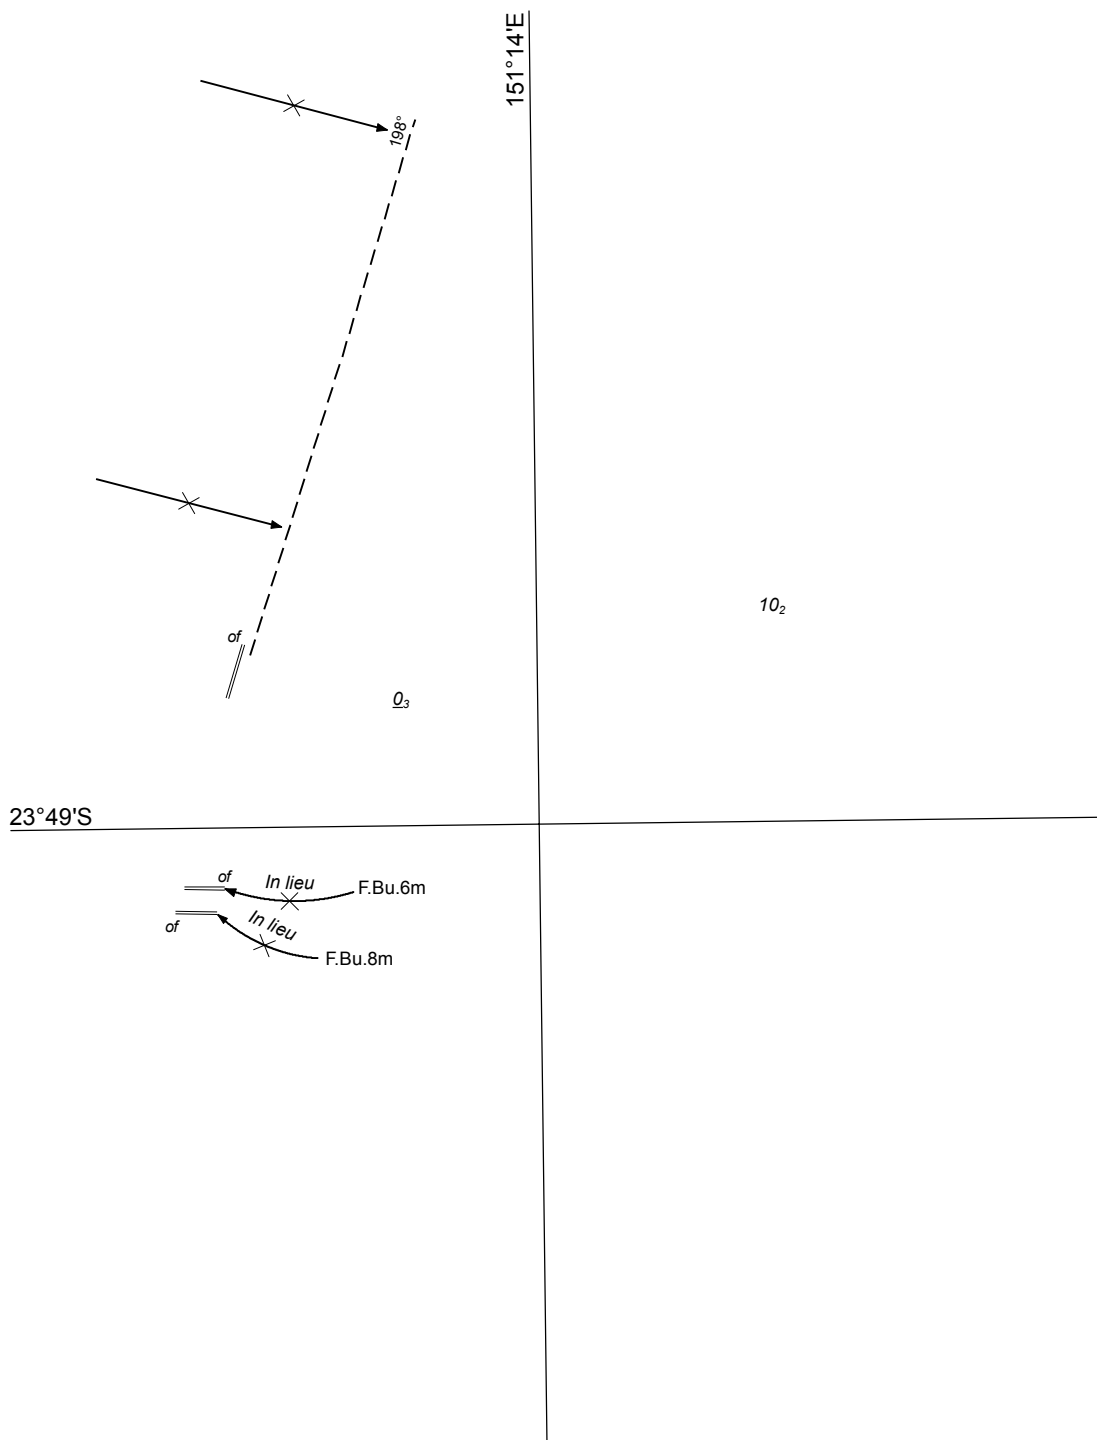 151°14'E
198°
10₂
of
0₃
23°49'S
of
In lieu
F.Bu.6m
of
In lieu
F.Bu.8m